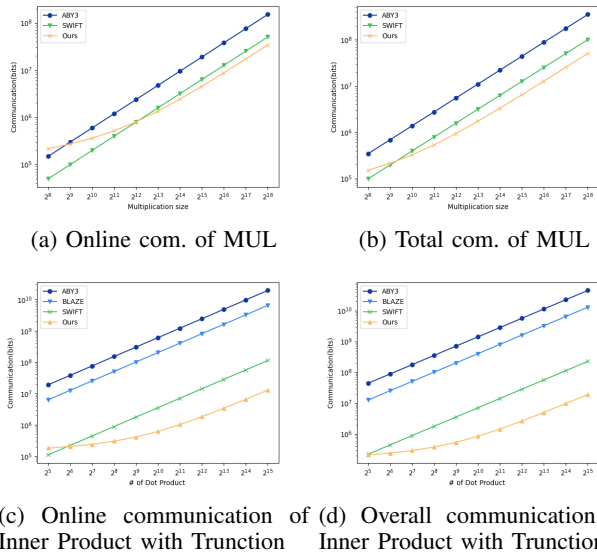 ABY3
SWIFT
Ours
Communication(bits)
10^8
10^7
10^6
10^5
2^8 2^9 2^10 2^11 2^12 2^13 2^14 2^15 2^16 2^17 2^18
Multiplication size
(a) Online com. of MUL
ABY3
SWIFT
Ours
Communication(bits)
10^8
10^7
10^6
10^5
2^8 2^9 2^10 2^11 2^12 2^13 2^14 2^15 2^16 2^17 2^18
Multiplication size
(b) Total com. of MUL
ABY3
BLAZE
SWIFT
Ours
Communication(bits)
10^10
10^9
10^8
10^7
10^6
10^5
2^5 2^6 2^7 2^8 2^9 2^10 2^11 2^12 2^13 2^14 2^15
# of Dot Product
(c) Online communication of
Inner Product with Trunction
ABY3
BLAZE
SWIFT
Ours
Communication(bits)
10^10
10^9
10^8
10^7
10^6
2^5 2^6 2^7 2^8 2^9 2^10 2^11 2^12 2^13 2^14 2^15
# of Dot Product
(d) Overall communication
Inner Product with Trunction